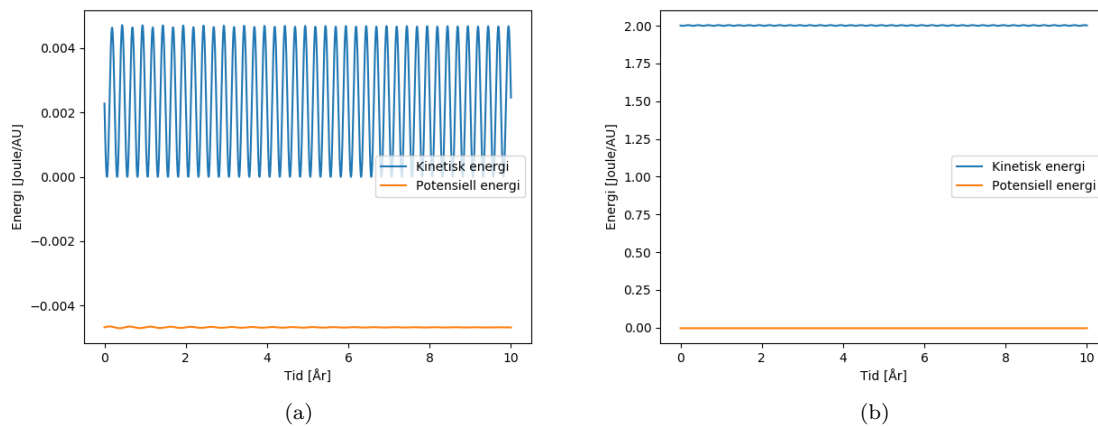 0.004
0.002
0.000
−0.002
−0.004
Energi [Joule/AU]
Kinetisk energi
Potensiell energi
0 2 4 6 8 10
Tid [År]
(a)
2.00
1.75
1.50
1.25
1.00
0.75
0.50
0.25
0.00
Energi [Joule/AU]
Kinetisk energi
Potensiell energi
0 2 4 6 8 10
Tid [År]
(b)